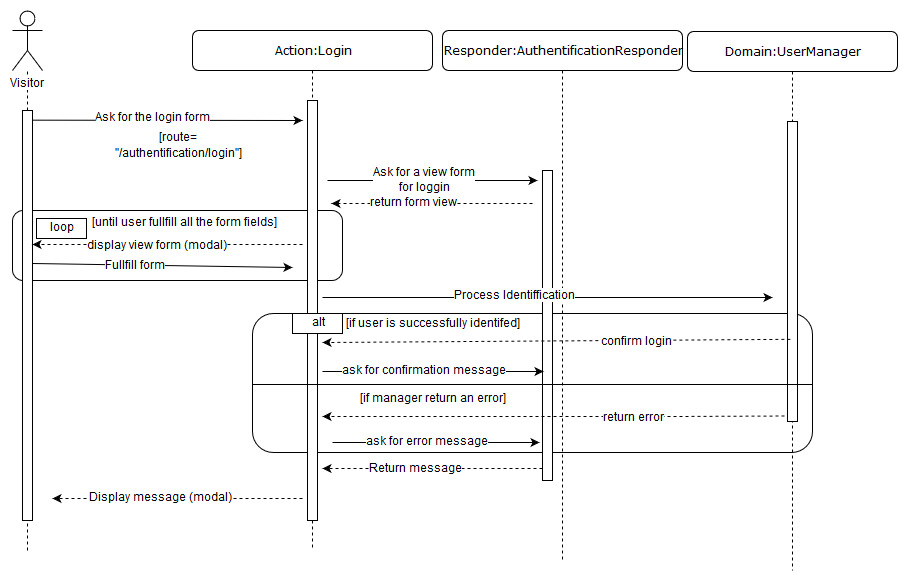 Action:Login
Responder:AuthentificationResponder
Domain:UserManager
Visitor
Ask for the login form
[route=
"/authentification/login"]
Ask for a view form
for loggin
return form view
loop
[until user fullfill all the form fields]
display view form (modal)
Fullfill form
Process Identiffication
alt
[if user is successfully identifed]
confirm login
ask for confirmation message
[if manager return an error]
return error
ask for error message
Return message
Display message (modal)